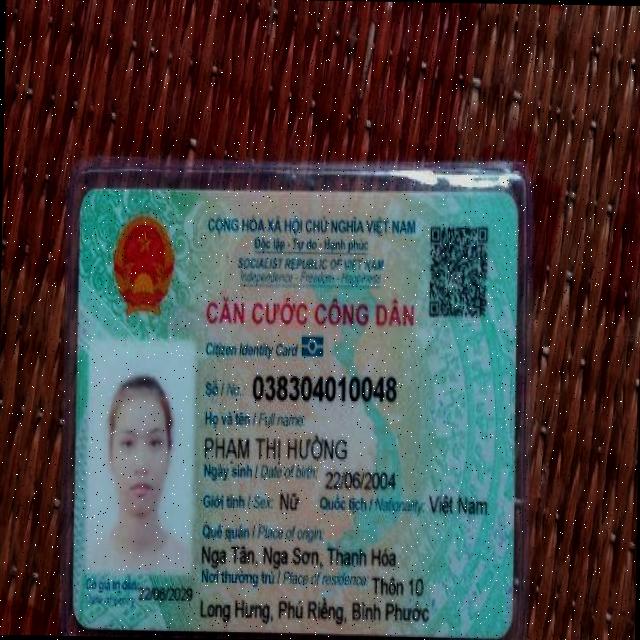 CỘNG HÒA XÃ HỘI CHỦ NGHĨA VIỆT NAM
Độc lập - Tự do - Hạnh phúc
SOCIALIST REPUBLIC OF VIET NAM
Independence - Freedom - Happiness
CĂN CƯỚC CÔNG DÂN
Citizen Identity Card
Số / No.: 038304010048
Họ và tên / Full name:
PHẠM THỊ HƯỜNG
Ngày sinh / Date of birth: 22/06/2004
Giới tính / Sex: Nữ Quốc tịch / Nationality: Việt Nam
Quê quán / Place of origin:
Nga Tân, Nga Sơn, Thanh Hóa
Nơi thường trú / Place of residence: Thôn 10
Long Hưng, Phú Riềng, Bình Phước
Có giá trị đến: 22/06/2029
Date of expiry